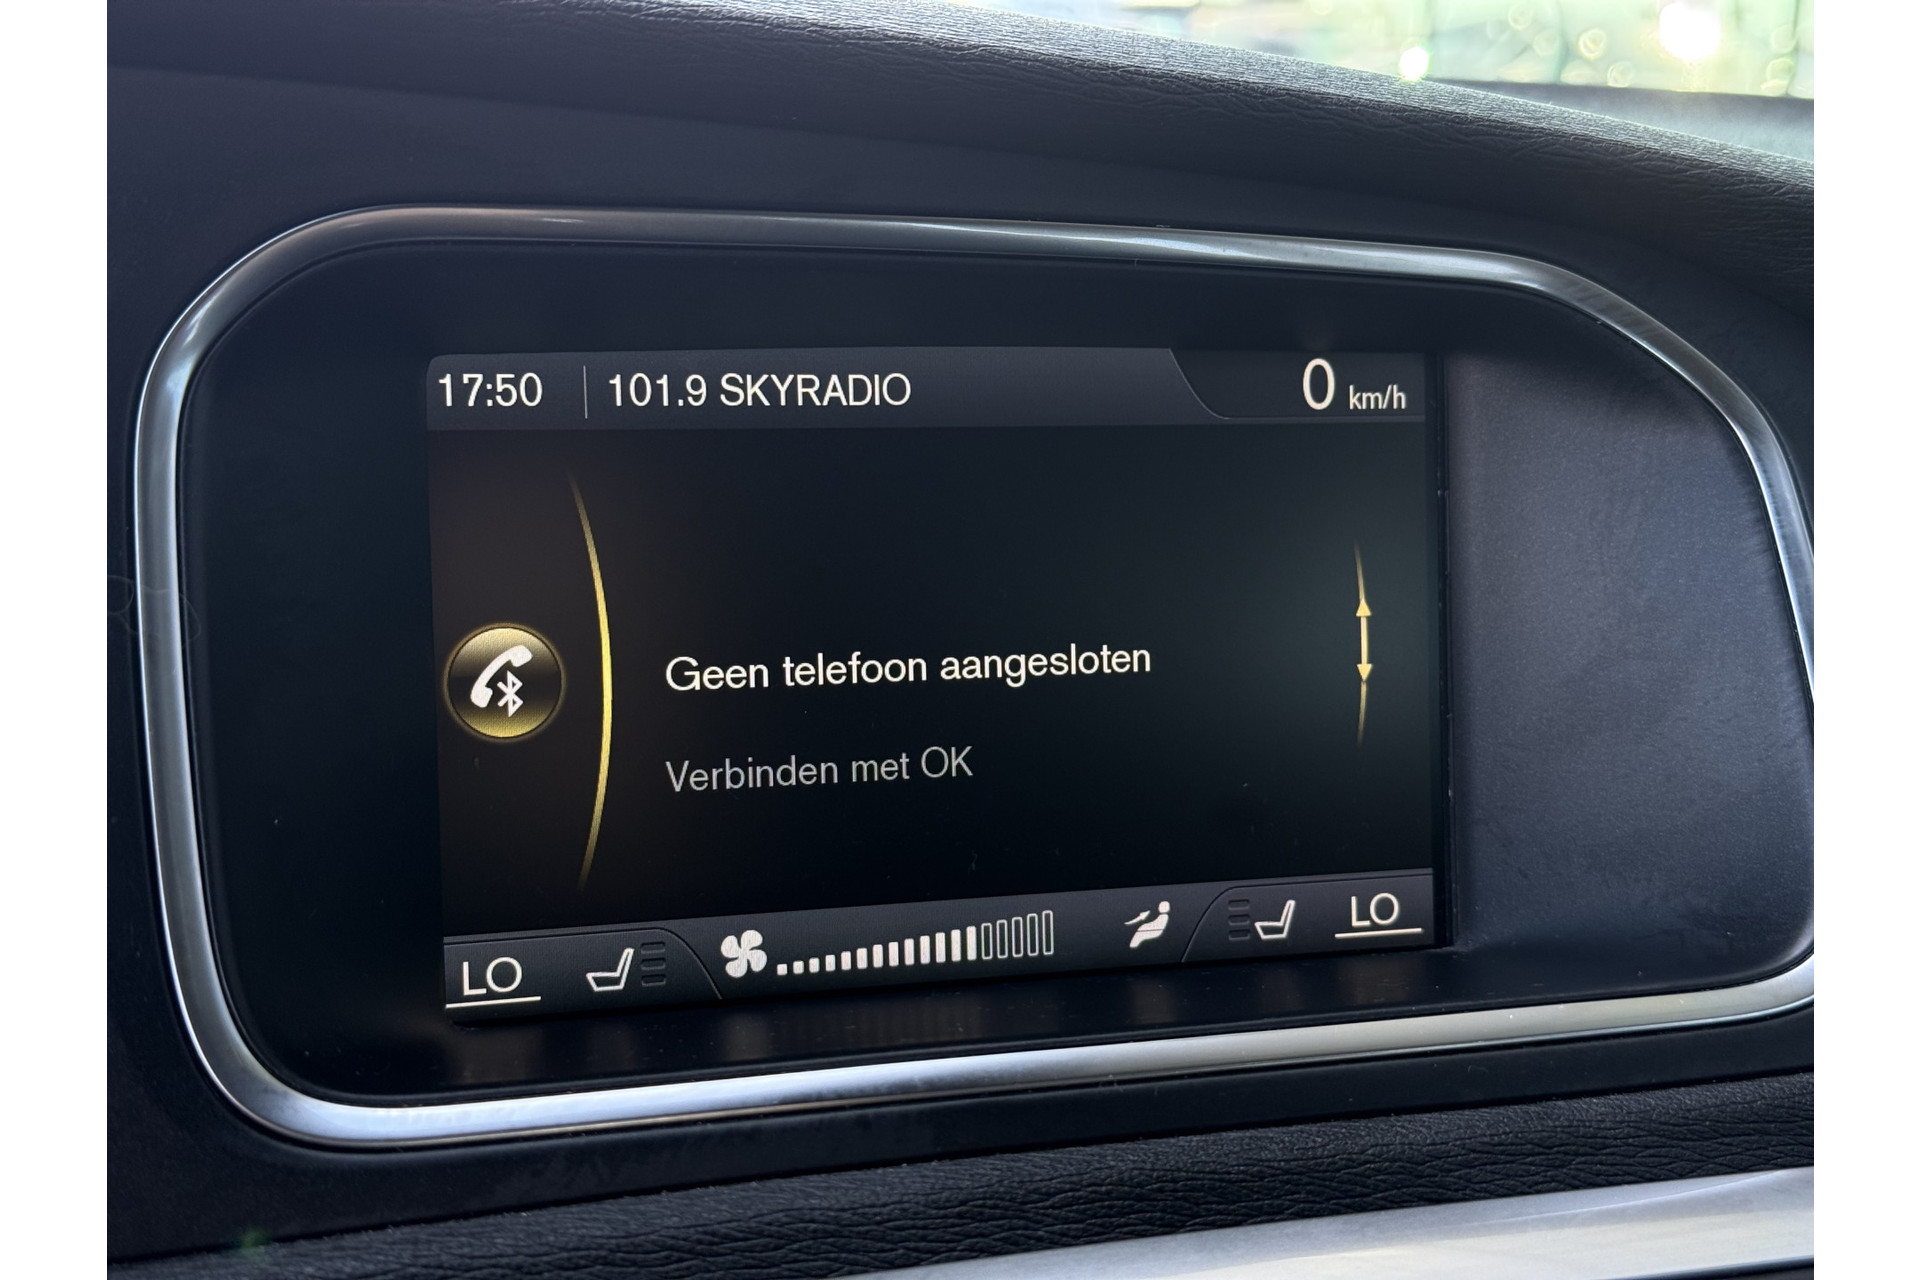 17:50 101.9 SKYRADIO 0 km/h
Geen telefoon aangesloten
Verbinden met OK
LO LO